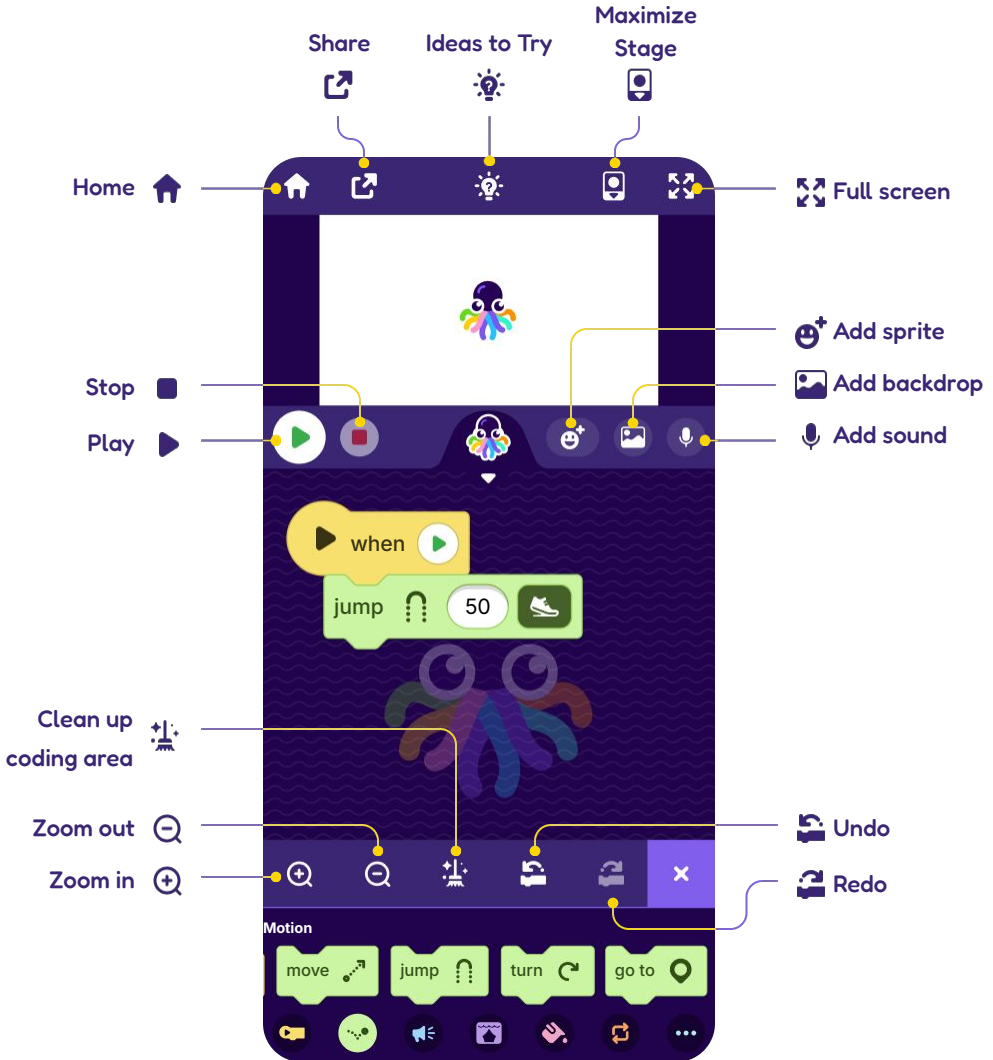 Maximize
Share
Ideas to Try
Stage
Home
Full screen
Add sprite
Stop
Add backdrop
Play
Add sound
when
jump
50
Clean up
coding area
Zoom out
Undo
Zoom in
Redo
Motion
move
jump
turn
go to